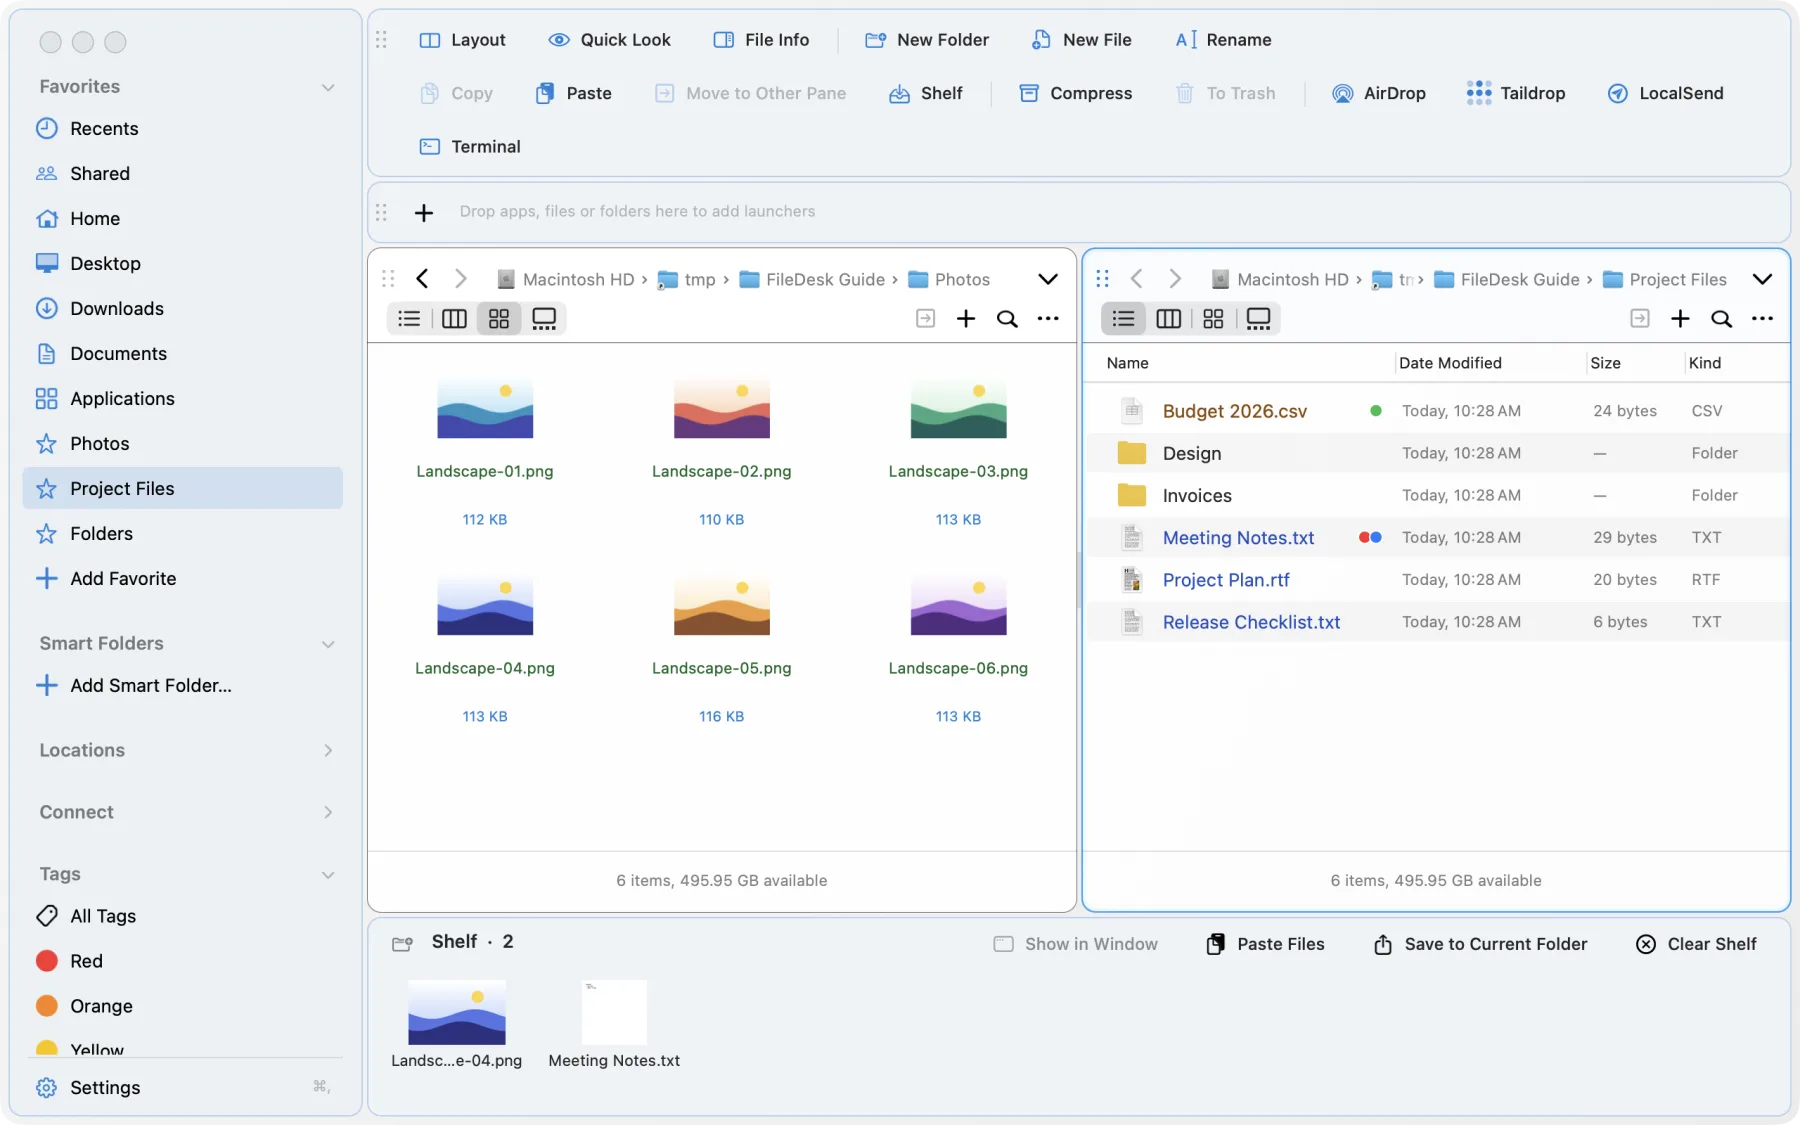 Favorites
Recents
Shared
Home
Desktop
Downloads
Documents
Applications
Photos
Project Files
Folders
Add Favorite
Smart Folders
Add Smart Folder...
Locations
Connect
Tags
All Tags
Red
Orange
Yellow
Settings ⌘,
Layout Quick Look File Info New Folder New File Rename
Copy Paste Move to Other Pane Shelf Compress To Trash AirDrop Taildrop LocalSend
Terminal
Drop apps, files or folders here to add launchers
Macintosh HD › tmp › FileDesk Guide › Photos
Landscape-01.png Landscape-02.png Landscape-03.png
112 KB 110 KB 113 KB
Landscape-04.png Landscape-05.png Landscape-06.png
113 KB 116 KB 113 KB
6 items, 495.95 GB available
Macintosh HD › › FileDesk Guide › Project Files
Name Date Modified Size Kind
Budget 2026.csv Today, 10:28 AM 24 bytes CSV
Design Today, 10:28 AM — Folder
Invoices Today, 10:28 AM — Folder
Meeting Notes.txt Today, 10:28 AM 29 bytes TXT
Project Plan.rtf Today, 10:28 AM 20 bytes RTF
Release Checklist.txt Today, 10:28 AM 6 bytes TXT
6 items, 495.95 GB available
Shelf · 2 Show in Window Paste Files Save to Current Folder Clear Shelf
Landsc...e-04.png Meeting Notes.txt